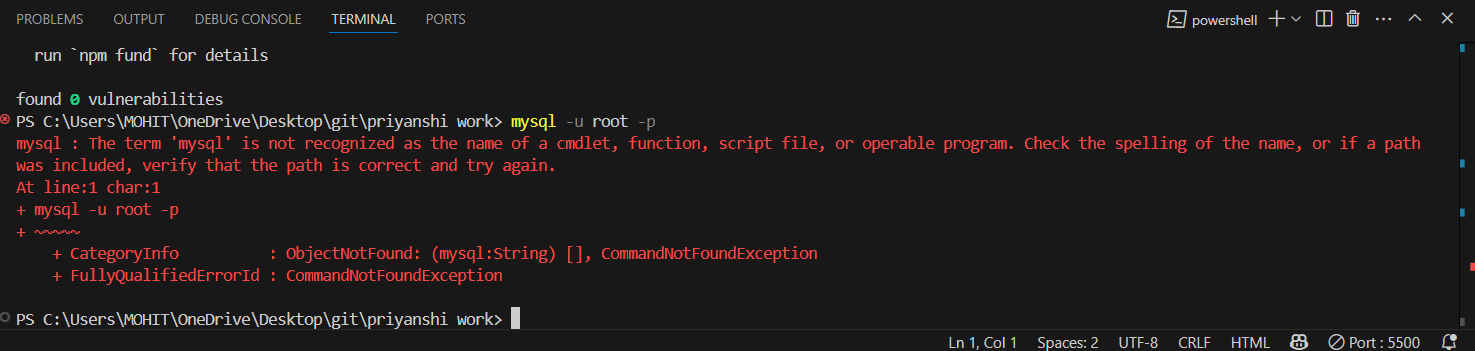 PROBLEMS OUTPUT DEBUG CONSOLE TERMINAL PORTS powershell
run `npm fund` for details
found 0 vulnerabilities
PS C:\Users\MOHIT\OneDrive\Desktop\git\priyanshi work> mysql -u root -p
mysql : The term 'mysql' is not recognized as the name of a cmdlet, function, script file, or operable program. Check the spelling of the name, or if a path
was included, verify that the path is correct and try again.
At line:1 char:1
+ mysql -u root -p
+ ~~~~~
+ CategoryInfo : ObjectNotFound: (mysql:String) [], CommandNotFoundException
+ FullyQualifiedErrorId : CommandNotFoundException
PS C:\Users\MOHIT\OneDrive\Desktop\git\priyanshi work>
Ln 1, Col 1 Spaces: 2 UTF-8 CRLF HTML Port : 5500